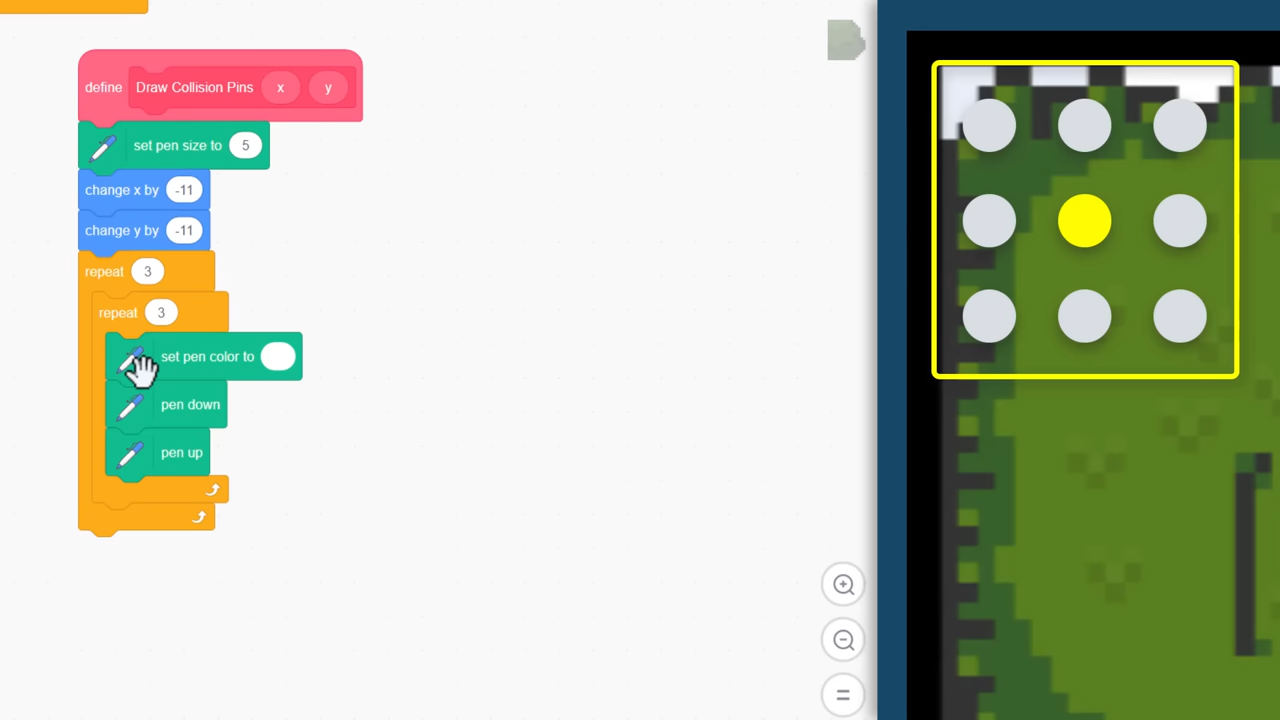 define Draw Collision Pins x y
set pen size to 5
change x by -11
change y by -11
repeat 3
repeat 3
set pen color to
pen down
pen up